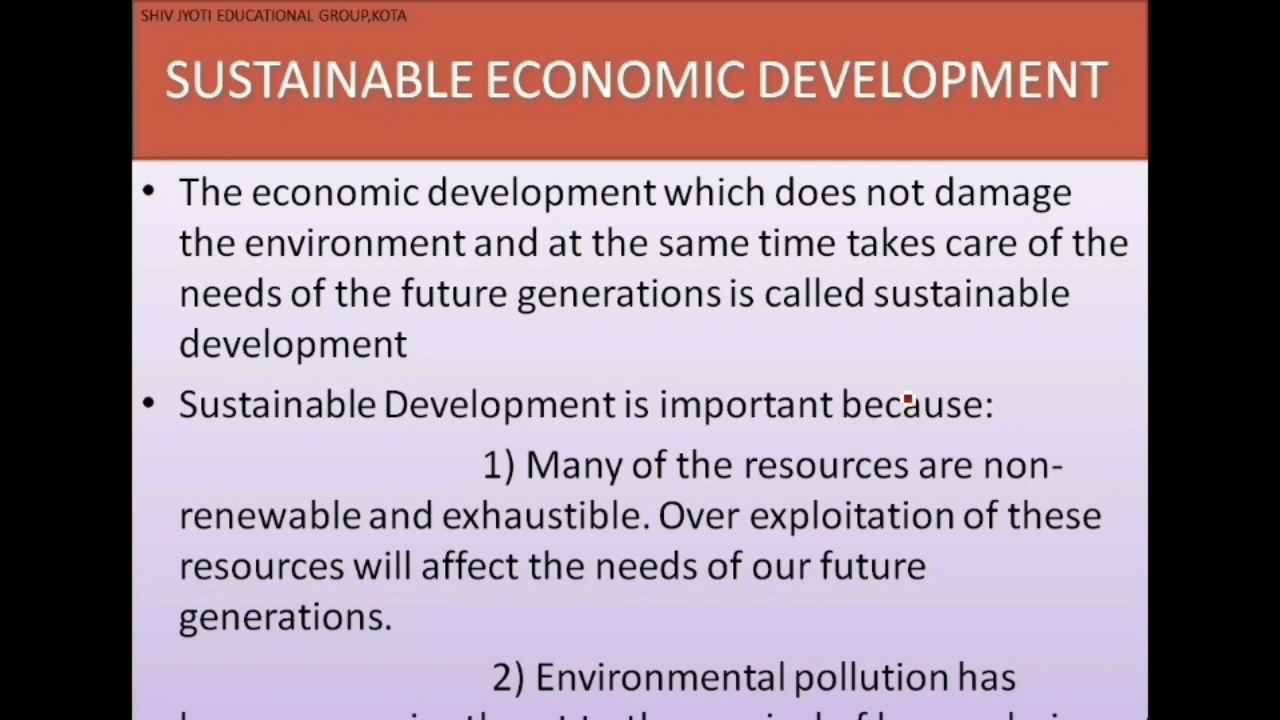 SHIV JYOTI EDUCATIONAL GROUP,KOTA
SUSTAINABLE ECONOMIC DEVELOPMENT
• The economic development which does not damage
the environment and at the same time takes care of the
needs of the future generations is called sustainable
development
• Sustainable Development is important because:
1) Many of the resources are non-
renewable and exhaustible. Over exploitation of these
resources will affect the needs of our future
generations.
2) Environmental pollution has